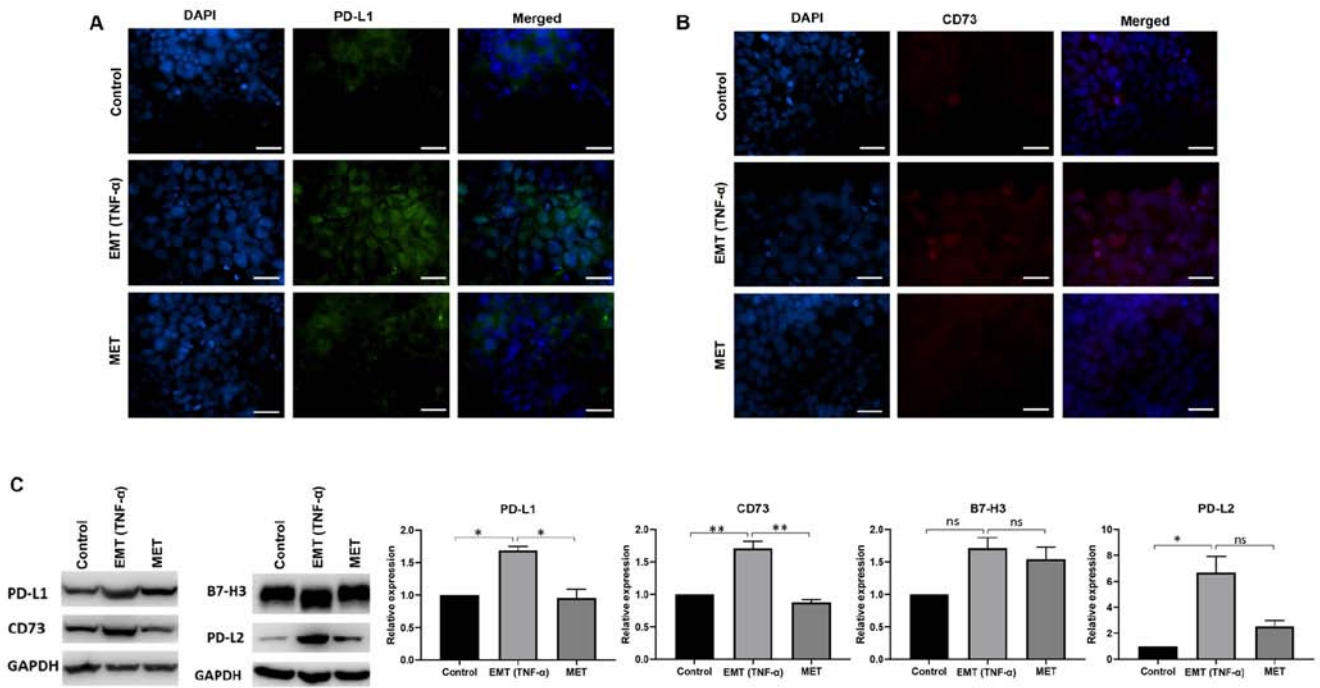 A
DAPI PD-L1 Merged
Control
EMT (TNF-α)
MET
B
DAPI CD73 Merged
Control
EMT (TNF-α)
MET
C
Control EMT (TNF-α) MET
PD-L1
CD73
GAPDH
Control EMT (TNF-α) MET
B7-H3
PD-L2
GAPDH
PD-L1
Relative expression
2.0
1.5
1.0
0.5
0.0
* *
Control EMT (TNF-α) MET
CD73
Relative expression
2.0
1.5
1.0
0.5
0.0
** **
Control EMT (TNF-α) MET
B7-H3
Relative expression
2.0
1.5
1.0
0.5
0.0
ns ns
Control EMT (TNF-α) MET
PD-L2
Relative expression
10
8
6
4
2
0
* ns
Control EMT (TNF-α) MET